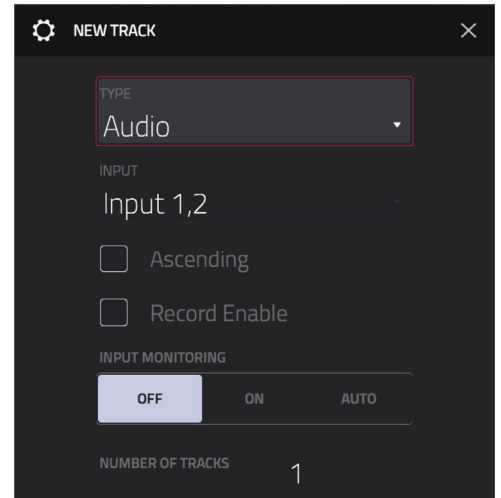 NEW TRACK
TYPE
Audio
INPUT
Input 1,2
Ascending
Record Enable
INPUT MONITORING
OFF ON AUTO
NUMBER OF TRACKS 1